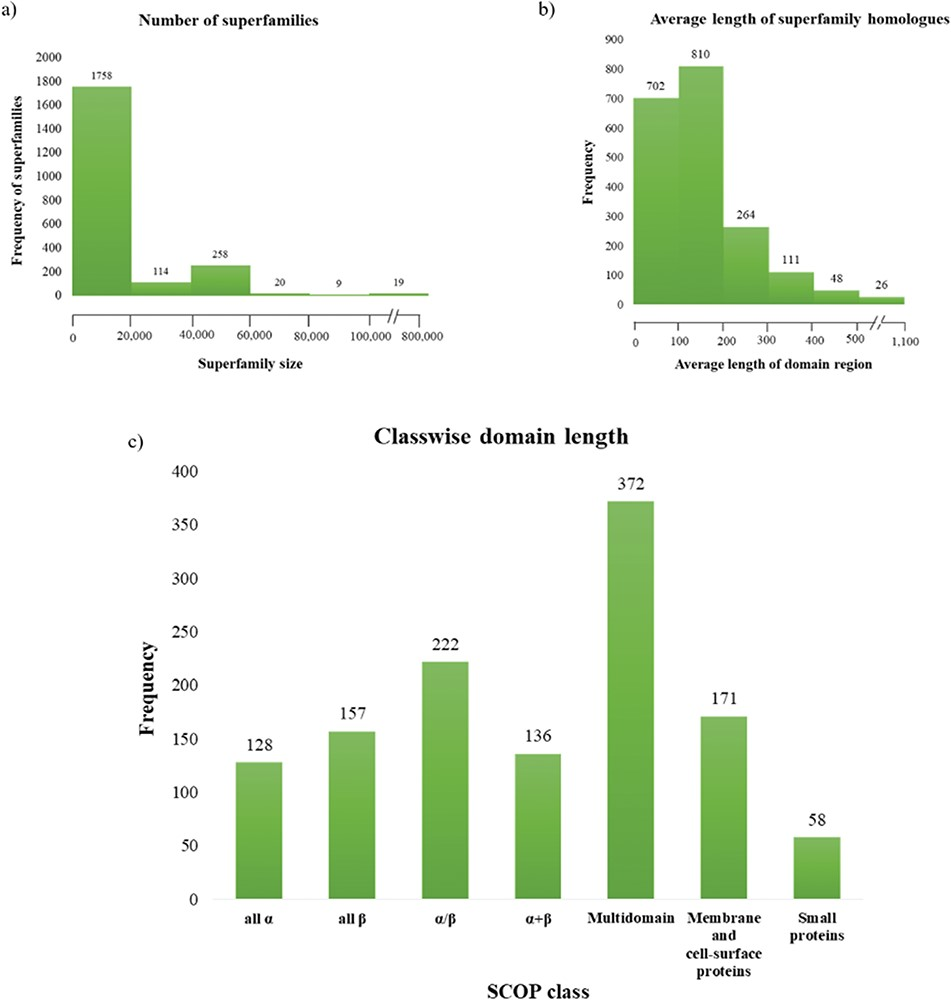 a)
Number of superfamilies
Frequency of superfamilies
2000
1800
1600
1400
1200
1000
800
600
400
200
0
1758
114
258
20
9
19
0 20,000 40,000 60,000 80,000 100,000 800,000
Superfamily size
b)
Average length of superfamily homologues
Frequency
900
800
700
600
500
400
300
200
100
0
702
810
264
111
48
26
0 100 200 300 400 500 1,100
Average length of domain region
c)
Classwise domain length
Frequency
400
350
300
250
200
150
100
50
0
128
157
222
136
372
171
58
all α all β α/β α+β Multidomain Membrane Small
and proteins
cell-surface
proteins
SCOP class